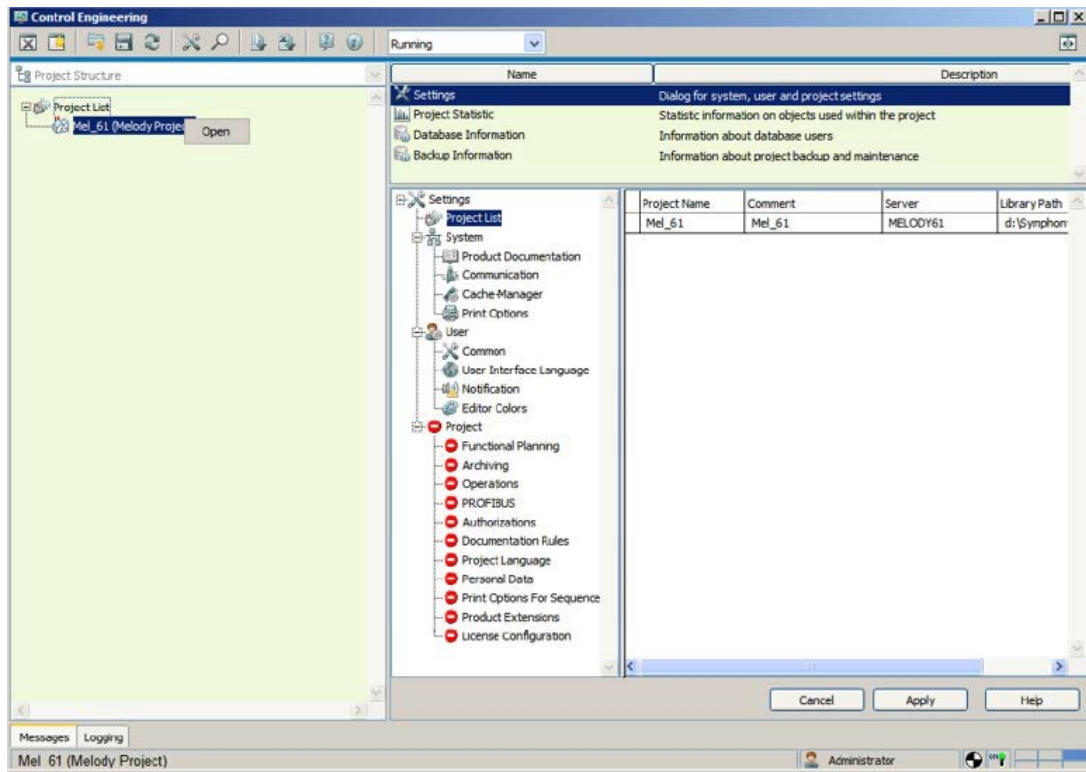 Control Engineering
Running
Project Structure
Project List
Mel_61 (Melody Projec
Open
Name Description
Settings Dialog for system, user and project settings
Project Statistic Statistic information on objects used within the project
Database Information Information about database users
Backup Information Information about project backup and maintenance
Settings
Project List
System
Product Documentation
Communication
Cache-Manager
Print Options
User
Common
User Interface Language
Notification
Editor Colors
Project
Functional Planning
Archiving
Operations
PROFIBUS
Authorizations
Documentation Rules
Project Language
Personal Data
Print Options For Sequence
Product Extensions
License Configuration
Project Name Comment Server Library Path
Mel_61 Mel_61 MELODY61 d:\Symphon
Cancel Apply Help
Messages Logging
Mel_61 (Melody Project) Administrator